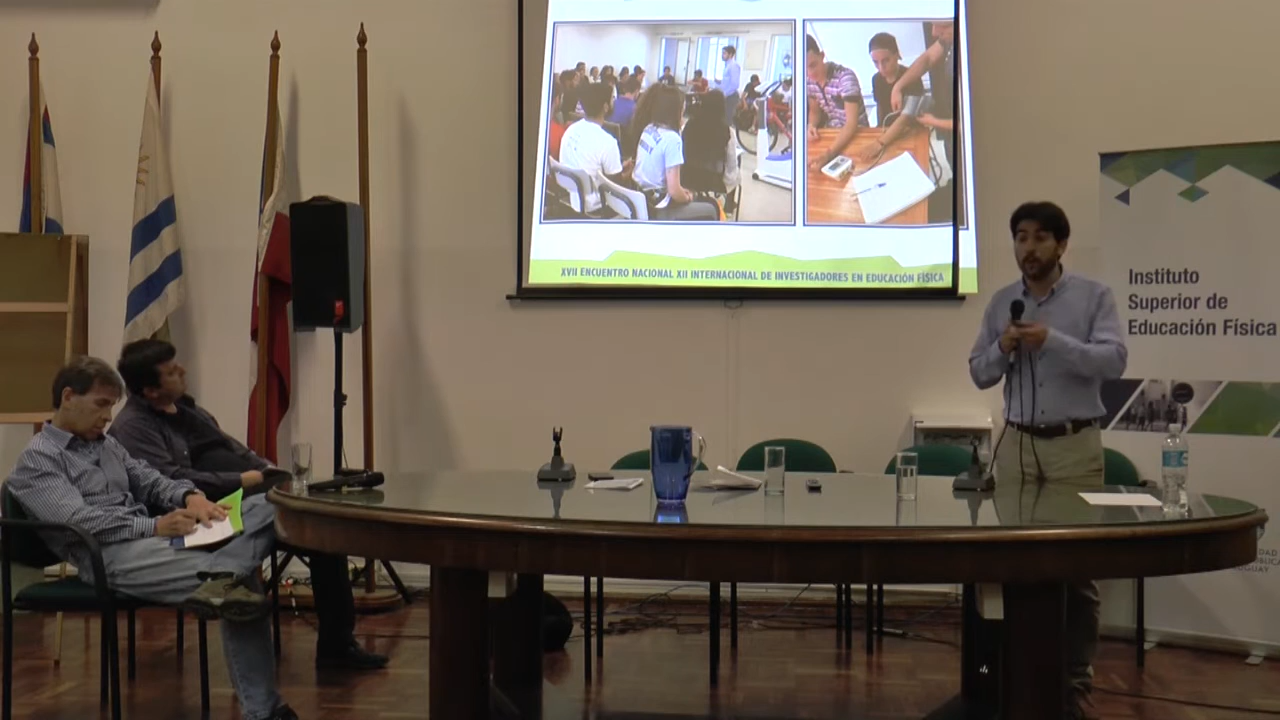 XVII ENCUENTRO NACIONAL XII INTERNACIONAL DE INVESTIGADORES EN EDUCACIÓN FÍSICA
Instituto
Superior de
Educación Física